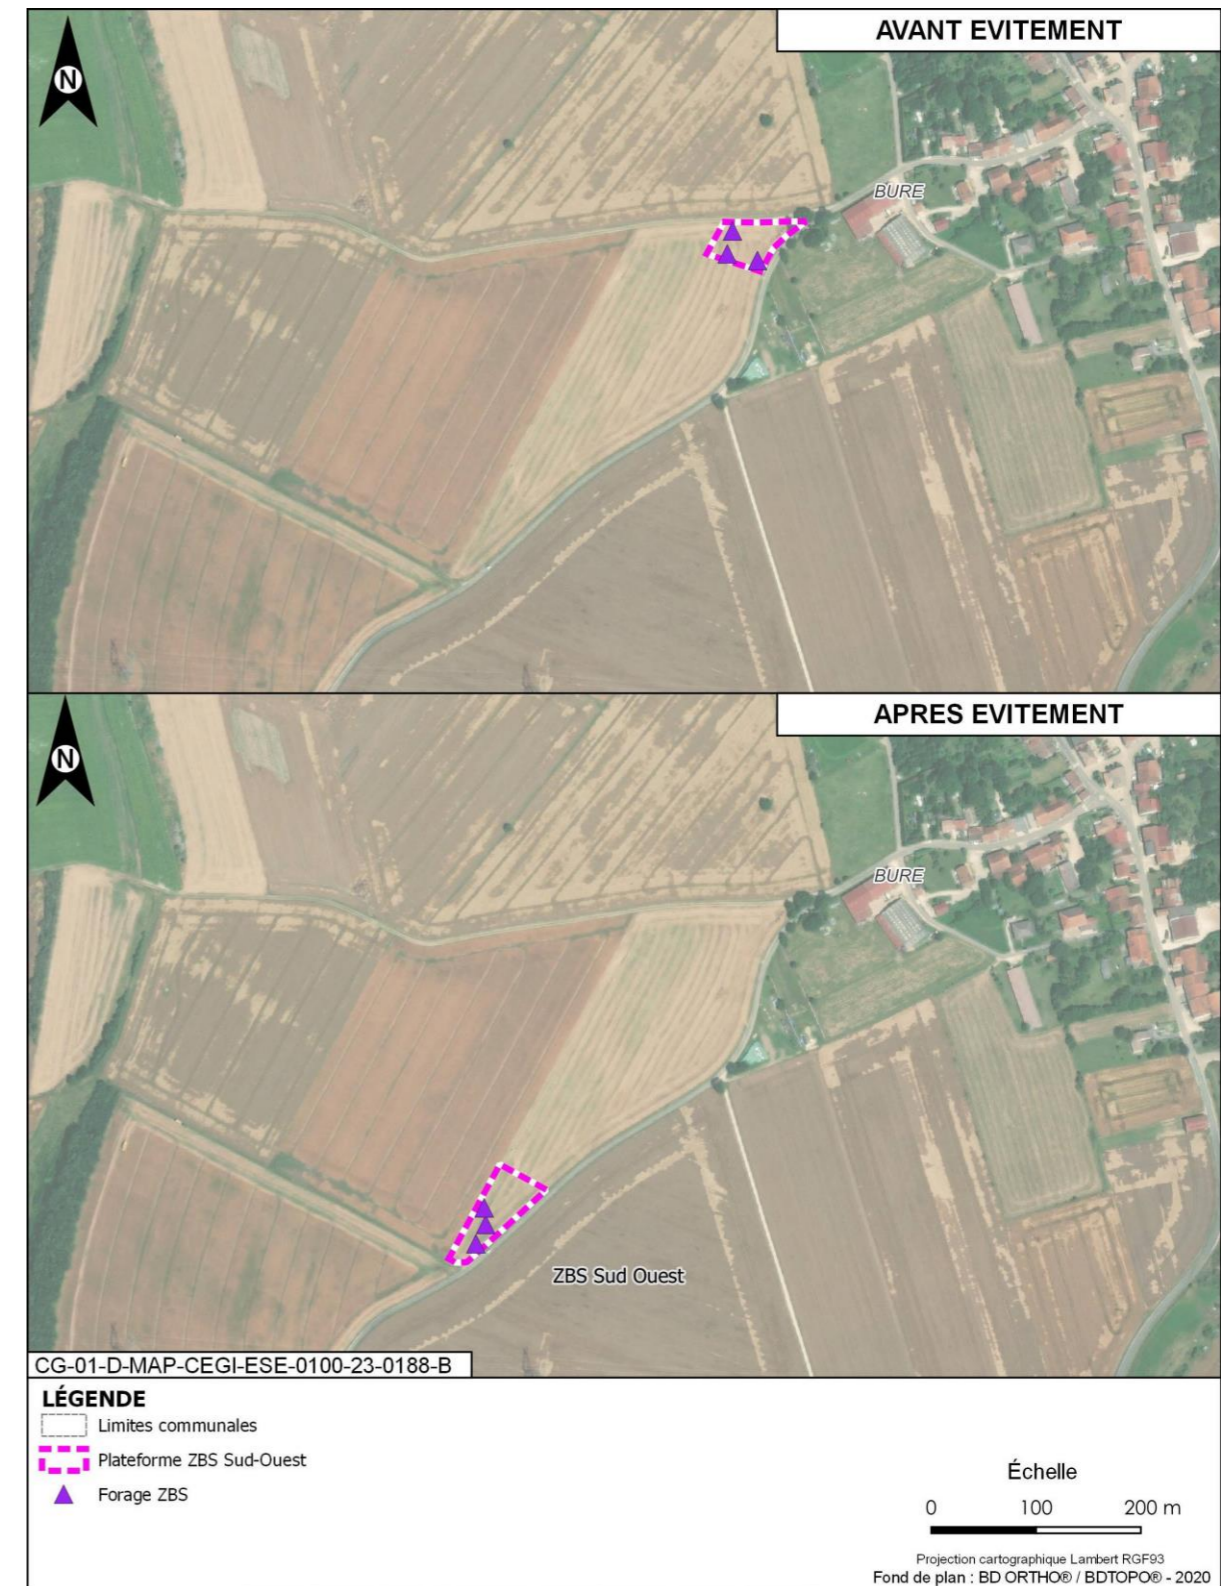 AVANT EVITEMENT
N
BURE
APRES EVITEMENT
N
BURE
ZBS Sud Ouest
CG-01-D-MAP-CEGI-ESE-0100-23-0188-B
LÉGENDE
Limites communales
Plateforme ZBS Sud-Ouest
Forage ZBS
Échelle
0 100 200 m
Projection cartographique Lambert RGF93
Fond de plan : BD ORTHO® / BDTOPO® - 2020